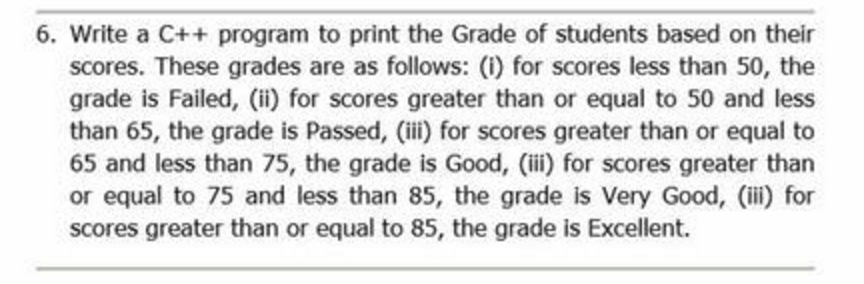 6. Write a C++ program to print the Grade of students based on their
scores. These grades are as follows: (i) for scores less than 50, the
grade is Failed, (ii) for scores greater than or equal to 50 and less
than 65, the grade is Passed, (iii) for scores greater than or equal to
65 and less than 75, the grade is Good, (iii) for scores greater than
or equal to 75 and less than 85, the grade is Very Good, (iii) for
scores greater than or equal to 85, the grade is Excellent.